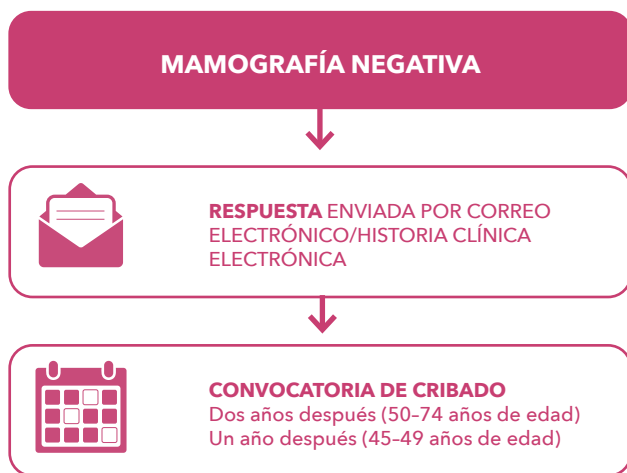 MAMOGRAFÍA NEGATIVA
RESPUESTA ENVIADA POR CORREO
ELECTRÓNICO/HISTORIA CLÍNICA
ELECTRÓNICA
CONVOCATORIA DE CRIBADO
Dos años después (50–74 años de edad)
Un año después (45–49 años de edad)